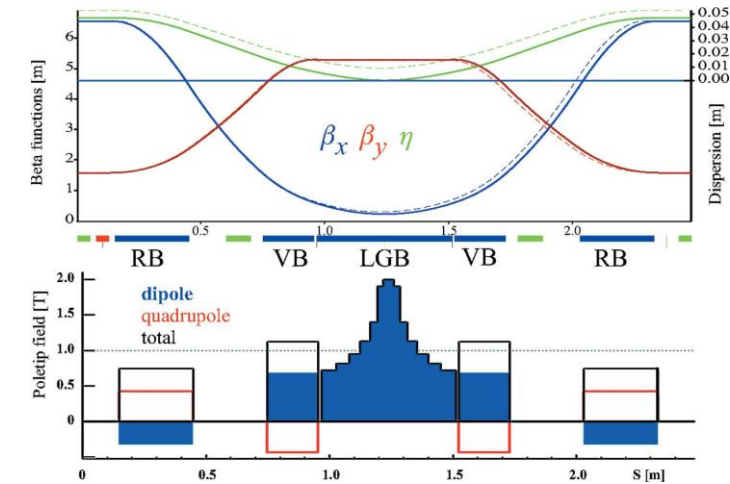 Beta functions [m]
6
5
4
3
2
1
0
0.05
0.04
0.03
0.02
0.01
0.00
Dispersion [m]
βx βy η
0.5 1.0 1.5 2.0
RB VB LGB VB RB
Poletip field [T]
2.0
1.5
1.0
0.5
0
dipole
quadrupole
total
0 0.5 1.0 1.5 2.0 S [m]